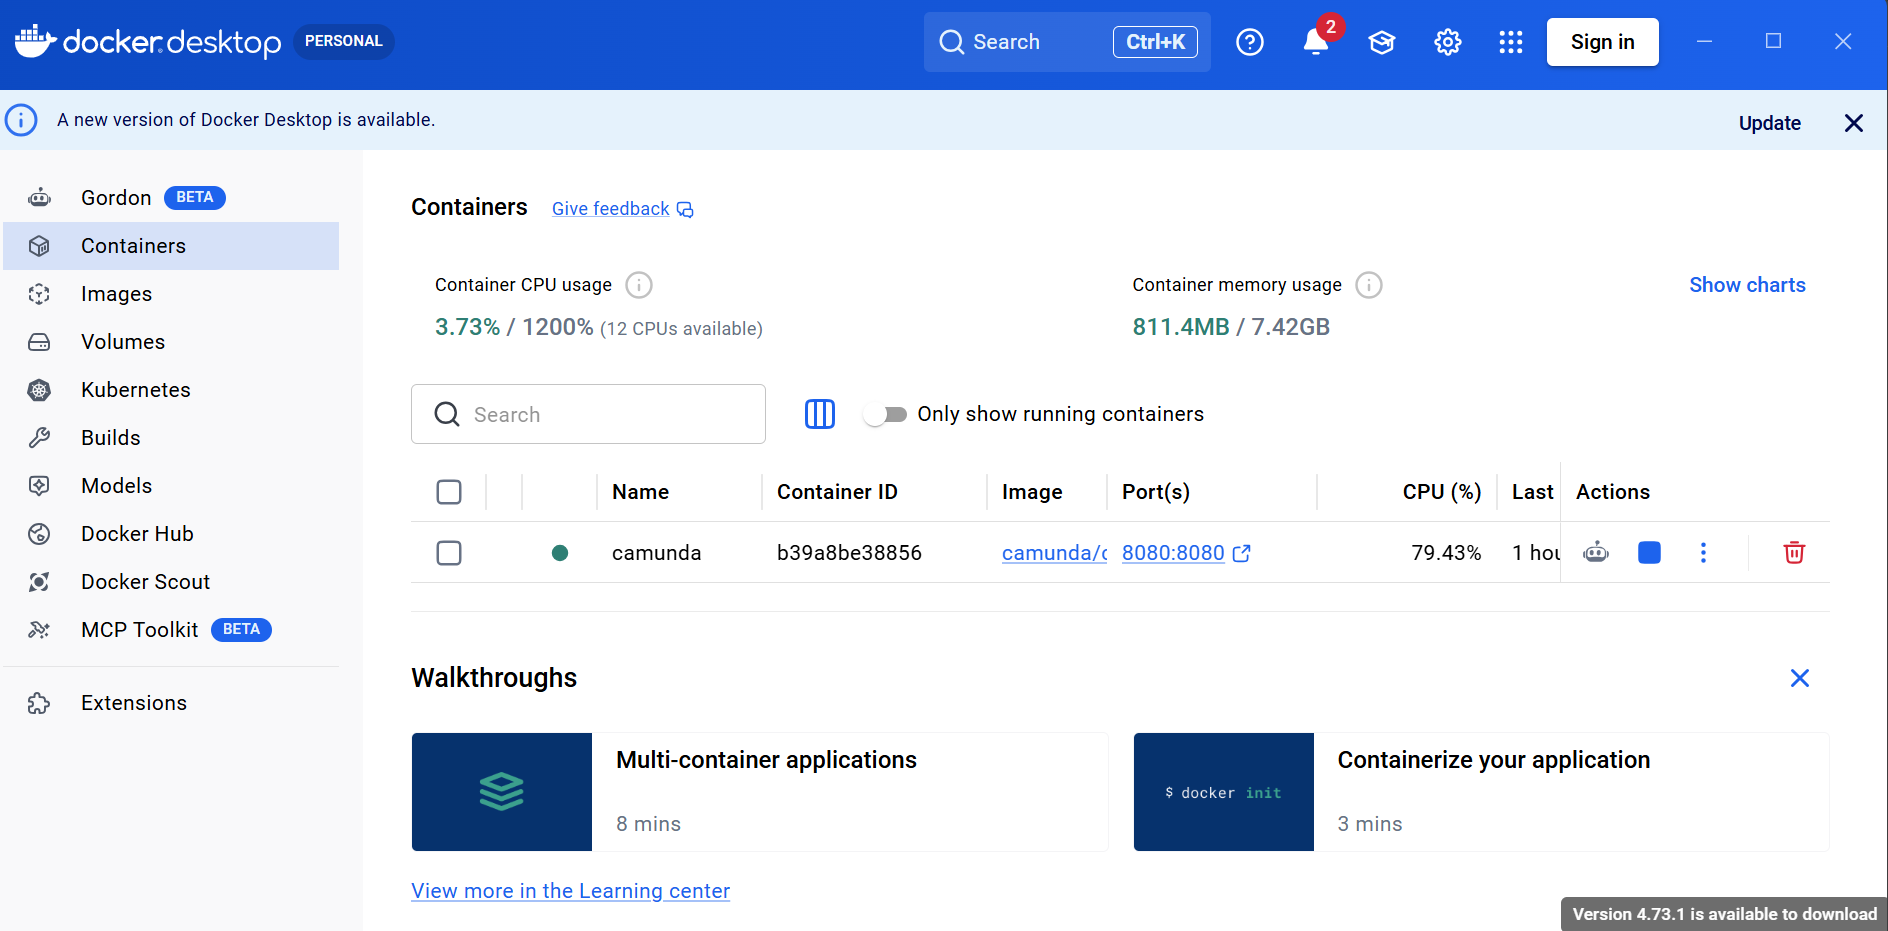 docker desktop PERSONAL
Search Ctrl+K
2
Sign in
A new version of Docker Desktop is available.
Update
Gordon BETA
Containers
Images
Volumes
Kubernetes
Builds
Models
Docker Hub
Docker Scout
MCP Toolkit BETA
Extensions
Containers Give feedback
Container CPU usage
3.73% / 1200% (12 CPUs available)
Container memory usage
811.4MB / 7.42GB
Show charts
Search
Only show running containers
Name Container ID Image Port(s) CPU (%) Last Actions
camunda b39a8be38856 camunda/c 8080:8080 79.43% 1 hou
Walkthroughs
Multi-container applications
8 mins
$ docker init
Containerize your application
3 mins
View more in the Learning center
Version 4.73.1 is available to download